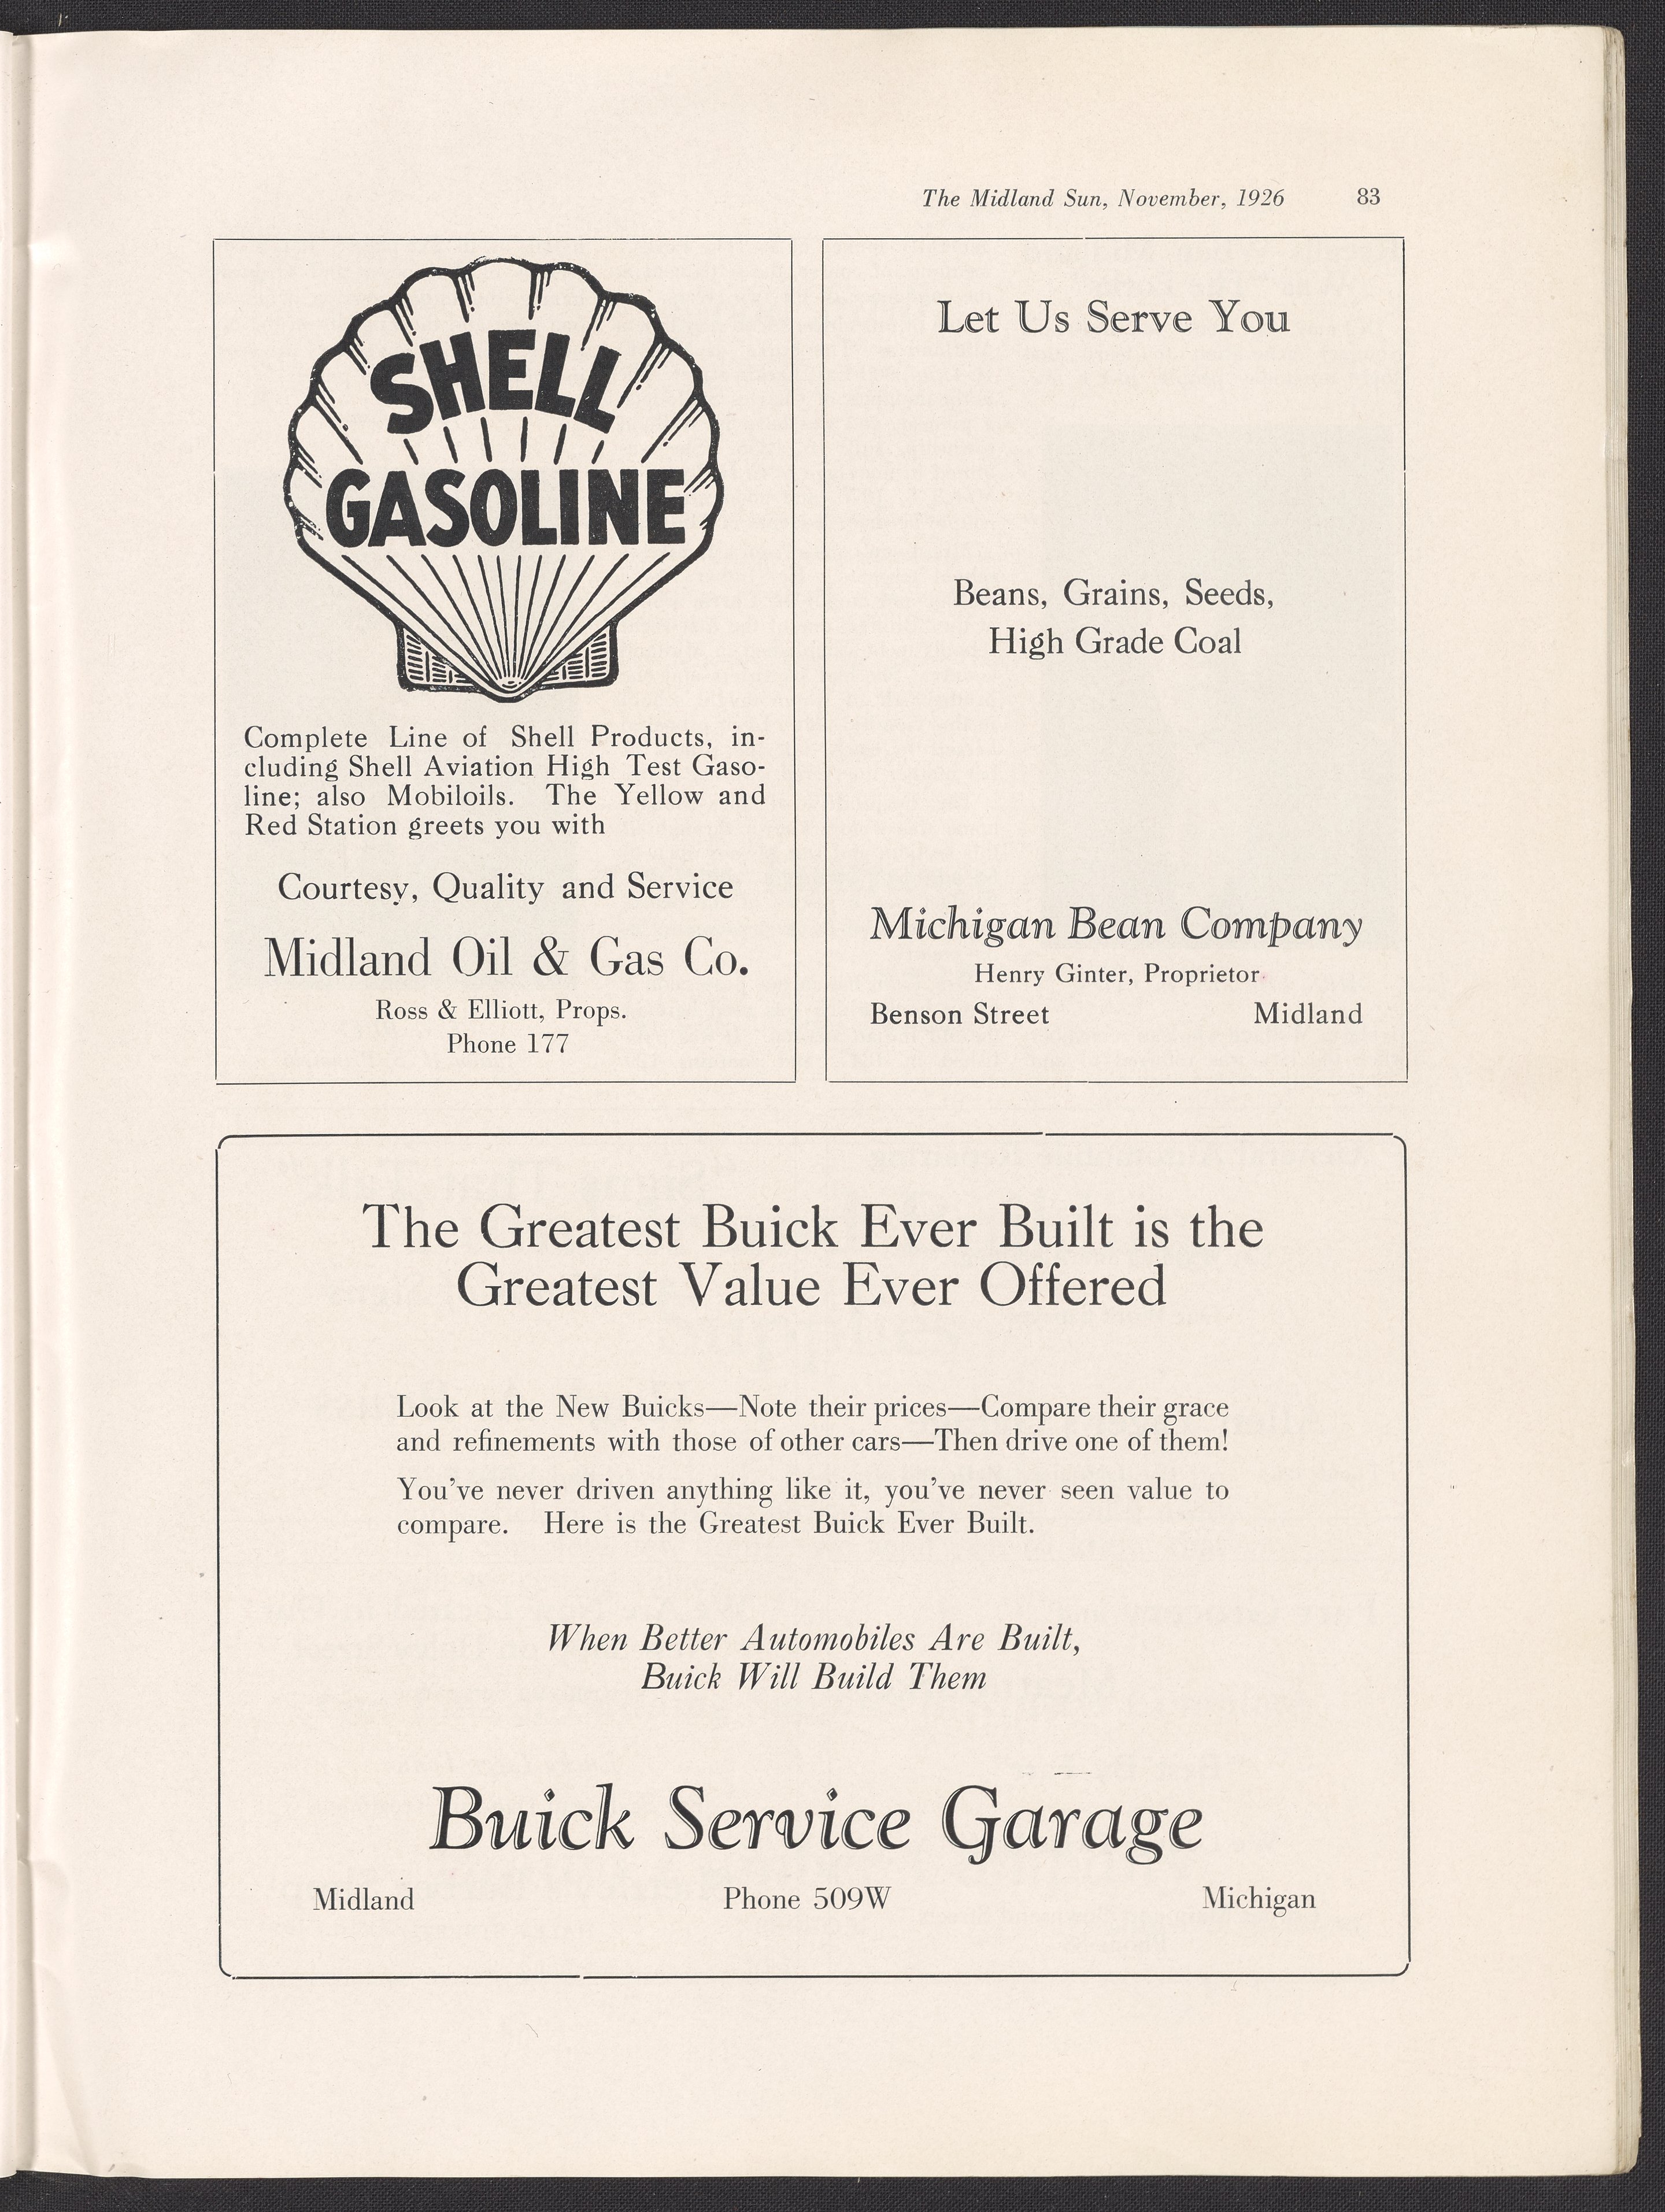 The Midland Sun, November, 1926 83
SHELL
GASOLINE
Complete Line of Shell Products, in-
cluding Shell Aviation High Test Gaso-
line; also Mobiloils. The Yellow and
Red Station greets you with
Courtesy, Quality and Service
Midland Oil & Gas Co.
Ross & Elliott, Props.
Phone 177
Let Us Serve You
Beans, Grains, Seeds,
High Grade Coal
Michigan Bean Company
Henry Ginter, Proprietor
Benson Street Midland
The Greatest Buick Ever Built is the
Greatest Value Ever Offered
Look at the New Buicks—Note their prices—Compare their grace
and refinements with those of other cars—Then drive one of them!
You've never driven anything like it, you've never seen value to
compare. Here is the Greatest Buick Ever Built.
When Better Automobiles Are Built,
Buick Will Build Them
Buick Service Garage
Midland Phone 509W Michigan